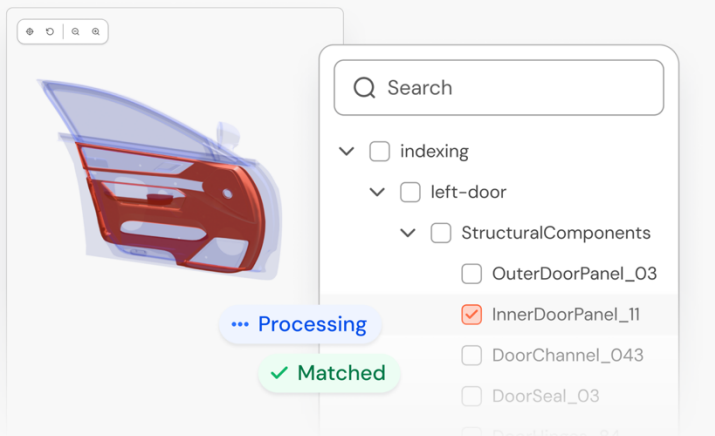 Search
indexing
left-door
StructuralComponents
OuterDoorPanel_03
InnerDoorPanel_11
Processing
DoorChannel_043
Matched
DoorSeal_03